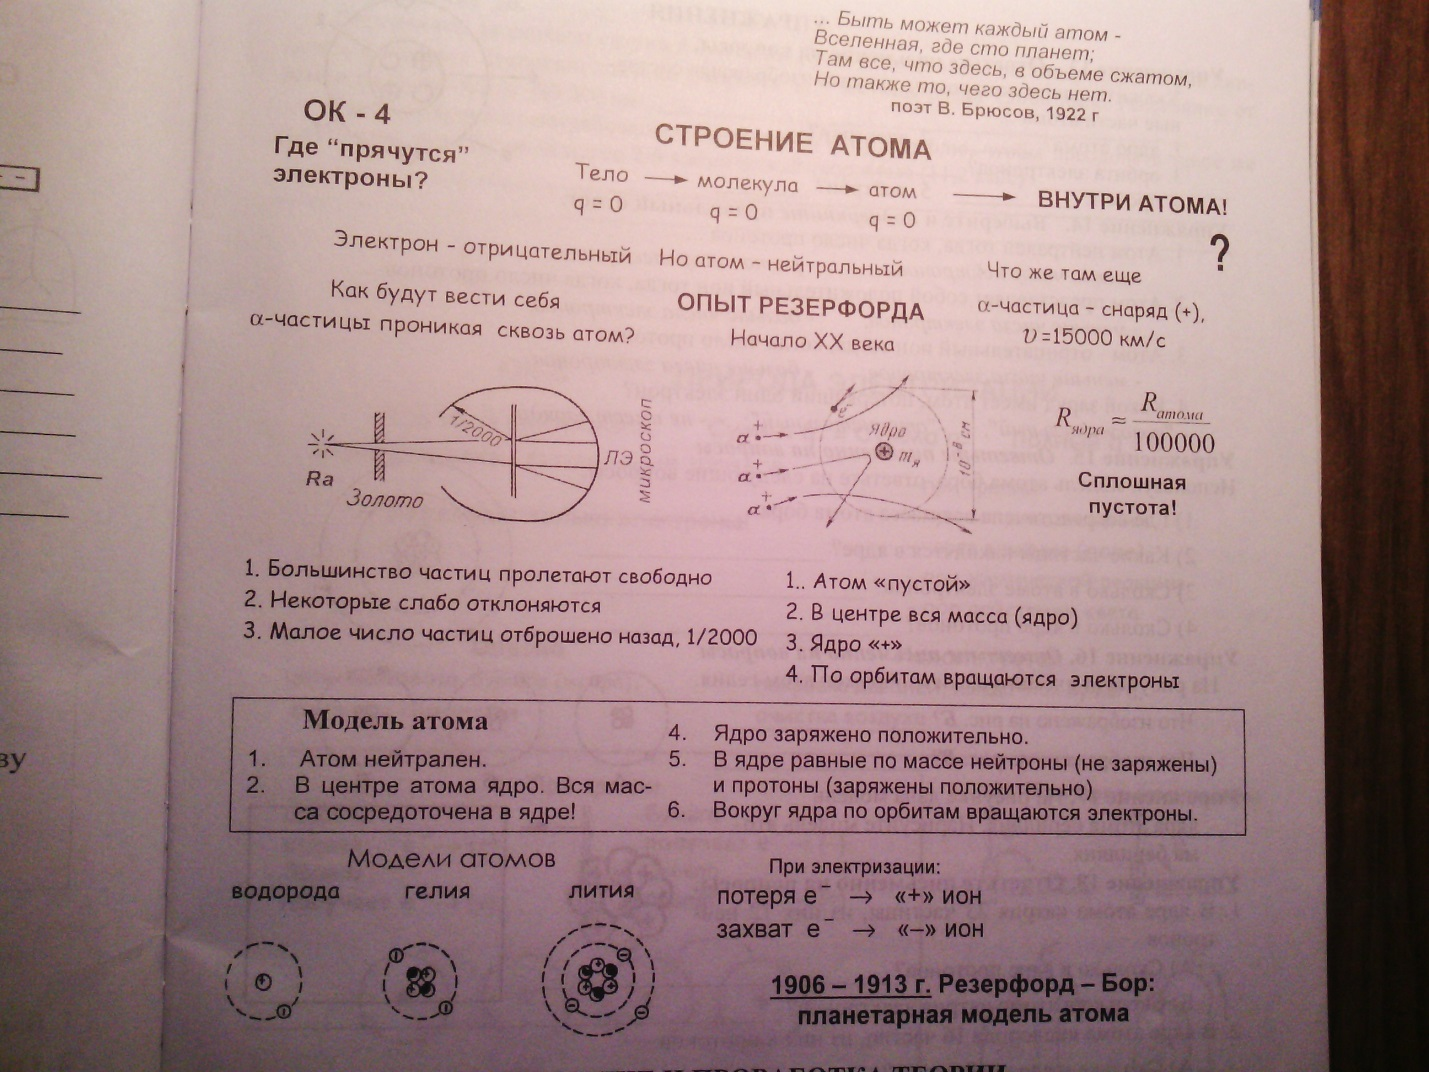 ... Быть может каждый атом -
Вселенная, где сто планет;
Там все, что здесь, в объеме сжатом,
Но также то, чего здесь нет.
поэт В. Брюсов, 1922 г
ОК - 4
Где “прячутся”
электроны?
СТРОЕНИЕ АТОМА
Тело → молекула → атом → ВНУТРИ АТОМА!
q = 0 q = 0 q = 0
?
Электрон - отрицательный Но атом – нейтральный Что же там еще
Как будут вести себя
α-частицы проникая сквозь атом?
ОПЫТ РЕЗЕРФОРДА
Начало XX века
α-частица – снаряд (+),
υ =15000 км/с
Ra
Золото
1/2000
ЛЭ
микроскоп
e⁻
α +
α +
α +
ядро
+
mя
10⁻⁸ см
Rядра ≈ Rатома / 100000
Сплошная
пустота!
1. Большинство частиц пролетают свободно
2. Некоторые слабо отклоняются
3. Малое число частиц отброшено назад, 1/2000
1.. Атом «пустой»
2. В центре вся масса (ядро)
3. Ядро «+»
4. По орбитам вращаются электроны
Модель атома
1. Атом нейтрален.
2. В центре атома ядро. Вся мас-
са сосредоточена в ядре!
4. Ядро заряжено положительно.
5. В ядре равные по массе нейтроны (не заряжены)
и протоны (заряжены положительно)
6. Вокруг ядра по орбитам вращаются электроны.
Модели атомов
водорода гелия лития
При электризации:
потеря e⁻ → «+» ион
захват e⁻ → «–» ион
1906 – 1913 г. Резерфорд – Бор:
планетарная модель атома